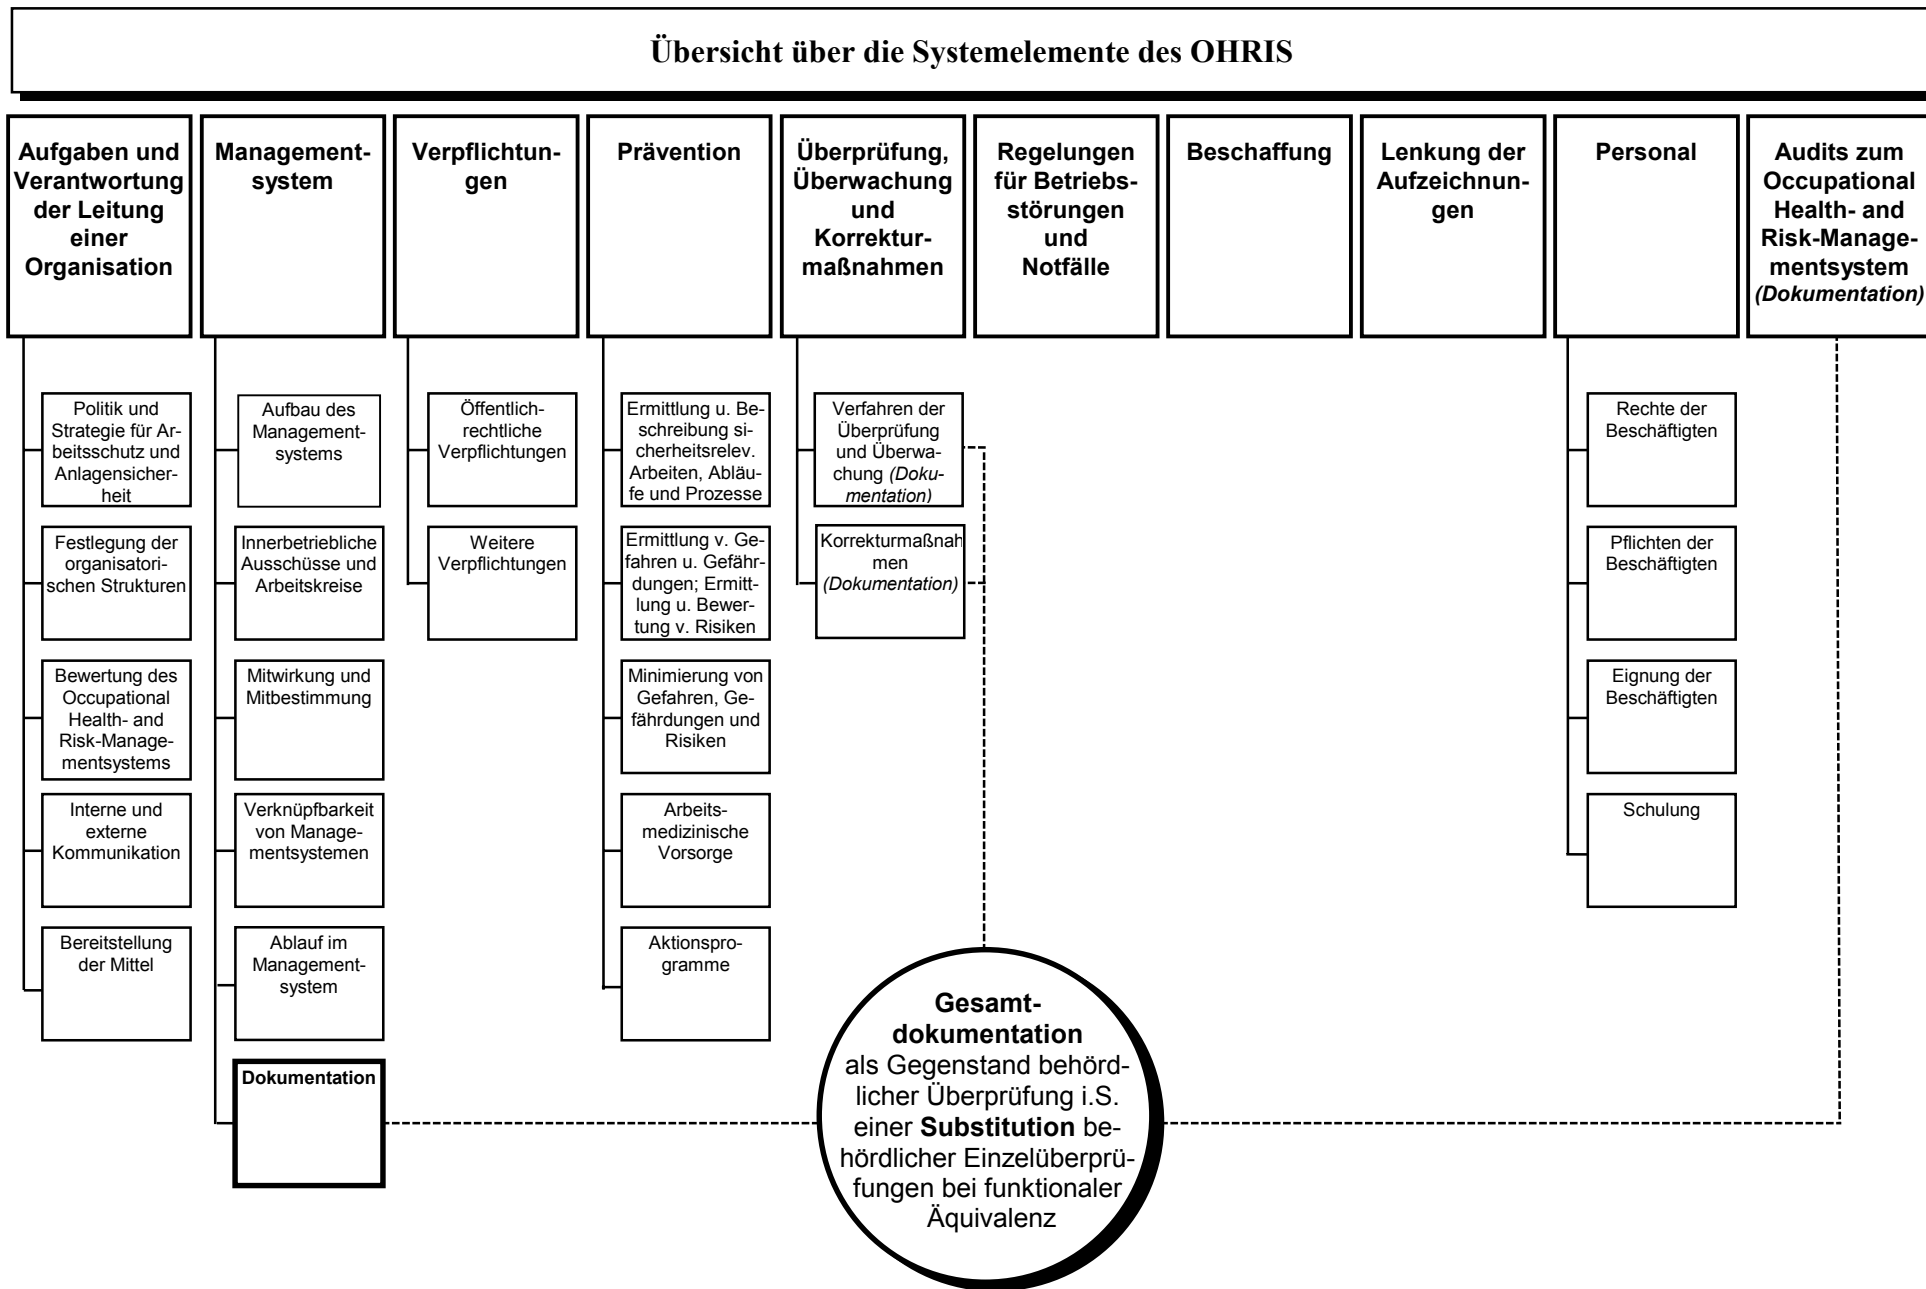 Übersicht über die Systemelemente des OHRIS
Aufgaben und
Verantwortung
der Leitung
einer
Organisation
Management-
system
Verpflichtun-
gen
Prävention
Überprüfung,
Überwachung
und
Korrektur-
maßnahmen
Regelungen
für Betriebs-
störungen
und
Notfälle
Beschaffung
Lenkung der
Aufzeichnun-
gen
Personal
Audits zum
Occupational
Health- and
Risk-Manage-
mentsystem
(Dokumentation)
Politik und
Strategie für Ar-
beitsschutz und
Anlagensicher-
heit
Festlegung der
organisatori-
schen Strukturen
Bewertung des
Occupational
Health- and
Risk-Manage-
mentsystems
Interne und
externe
Kommunikation
Bereitstellung
der Mittel
Aufbau des
Management-
systems
Innerbetriebliche
Ausschüsse und
Arbeitskreise
Mitwirkung und
Mitbestimmung
Verknüpfbarkeit
von Manage-
mentsystemen
Ablauf im
Management-
system
Dokumentation
Öffentlich-
rechtliche
Verpflichtungen
Weitere
Verpflichtungen
Ermittlung u. Be-
schreibung si-
cherheitsrelev.
Arbeiten, Abläu-
fe und Prozesse
Ermittlung v. Ge-
fahren u. Gefähr-
dungen; Ermitt-
lung u. Bewer-
tung v. Risiken
Minimierung von
Gefahren, Ge-
fährdungen und
Risiken
Arbeits-
medizinische
Vorsorge
Aktionspro-
gramme
Verfahren der
Überprüfung
und Überwa-
chung (Doku-
mentation)
Korrekturmaßnah
men
(Dokumentation)
Rechte der
Beschäftigten
Pflichten der
Beschäftigten
Eignung der
Beschäftigten
Schulung
Gesamt-
dokumentation
als Gegenstand behörd-
licher Überprüfung i.S.
einer Substitution be-
hördlicher Einzelüberprü-
fungen bei funktionaler
Äquivalenz